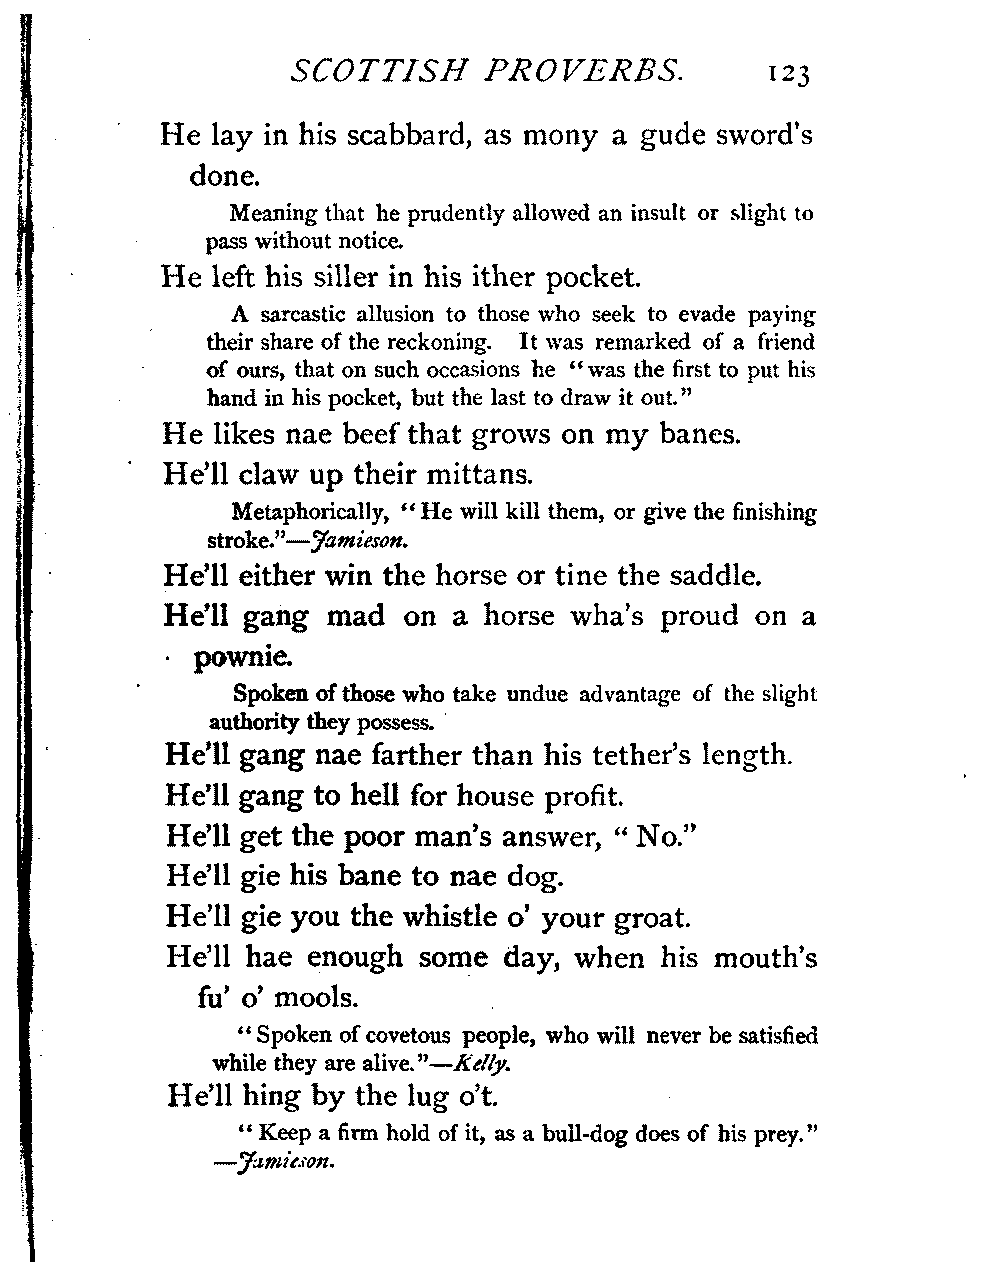 SCOTTISH PROVERBS. 123
He lay in his scabbard, as mony a gude sword's
done.
Meaning that he prudently allowed an insult or slight to
pass without notice.
He left his siller in his ither pocket.
A sarcastic allusion to those who seek to evade paying
their share of the reckoning. It was remarked of a friend
of ours, that on such occasions he "was the first to put his
hand in his pocket, but the last to draw it out."
He likes nae beef that grows on my banes.
He'll claw up their mittans.
Metaphorically, "He will kill them, or give the finishing
stroke."—Jamieson.
He'll either win the horse or tine the saddle.
He'll gang mad on a horse wha's proud on a
pownie.
Spoken of those who take undue advantage of the slight
authority they possess.
He'll gang nae farther than his tether's length.
He'll gang to hell for house profit.
He'll get the poor man's answer, "No."
He'll gie his bane to nae dog.
He'll gie you the whistle o' your groat.
He'll hae enough some day, when his mouth's
fu' o' mools.
"Spoken of covetous people, who will never be satisfied
while they are alive."—Kelly.
He'll hing by the lug o't.
"Keep a firm hold of it, as a bull-dog does of his prey."
—Jamieson.